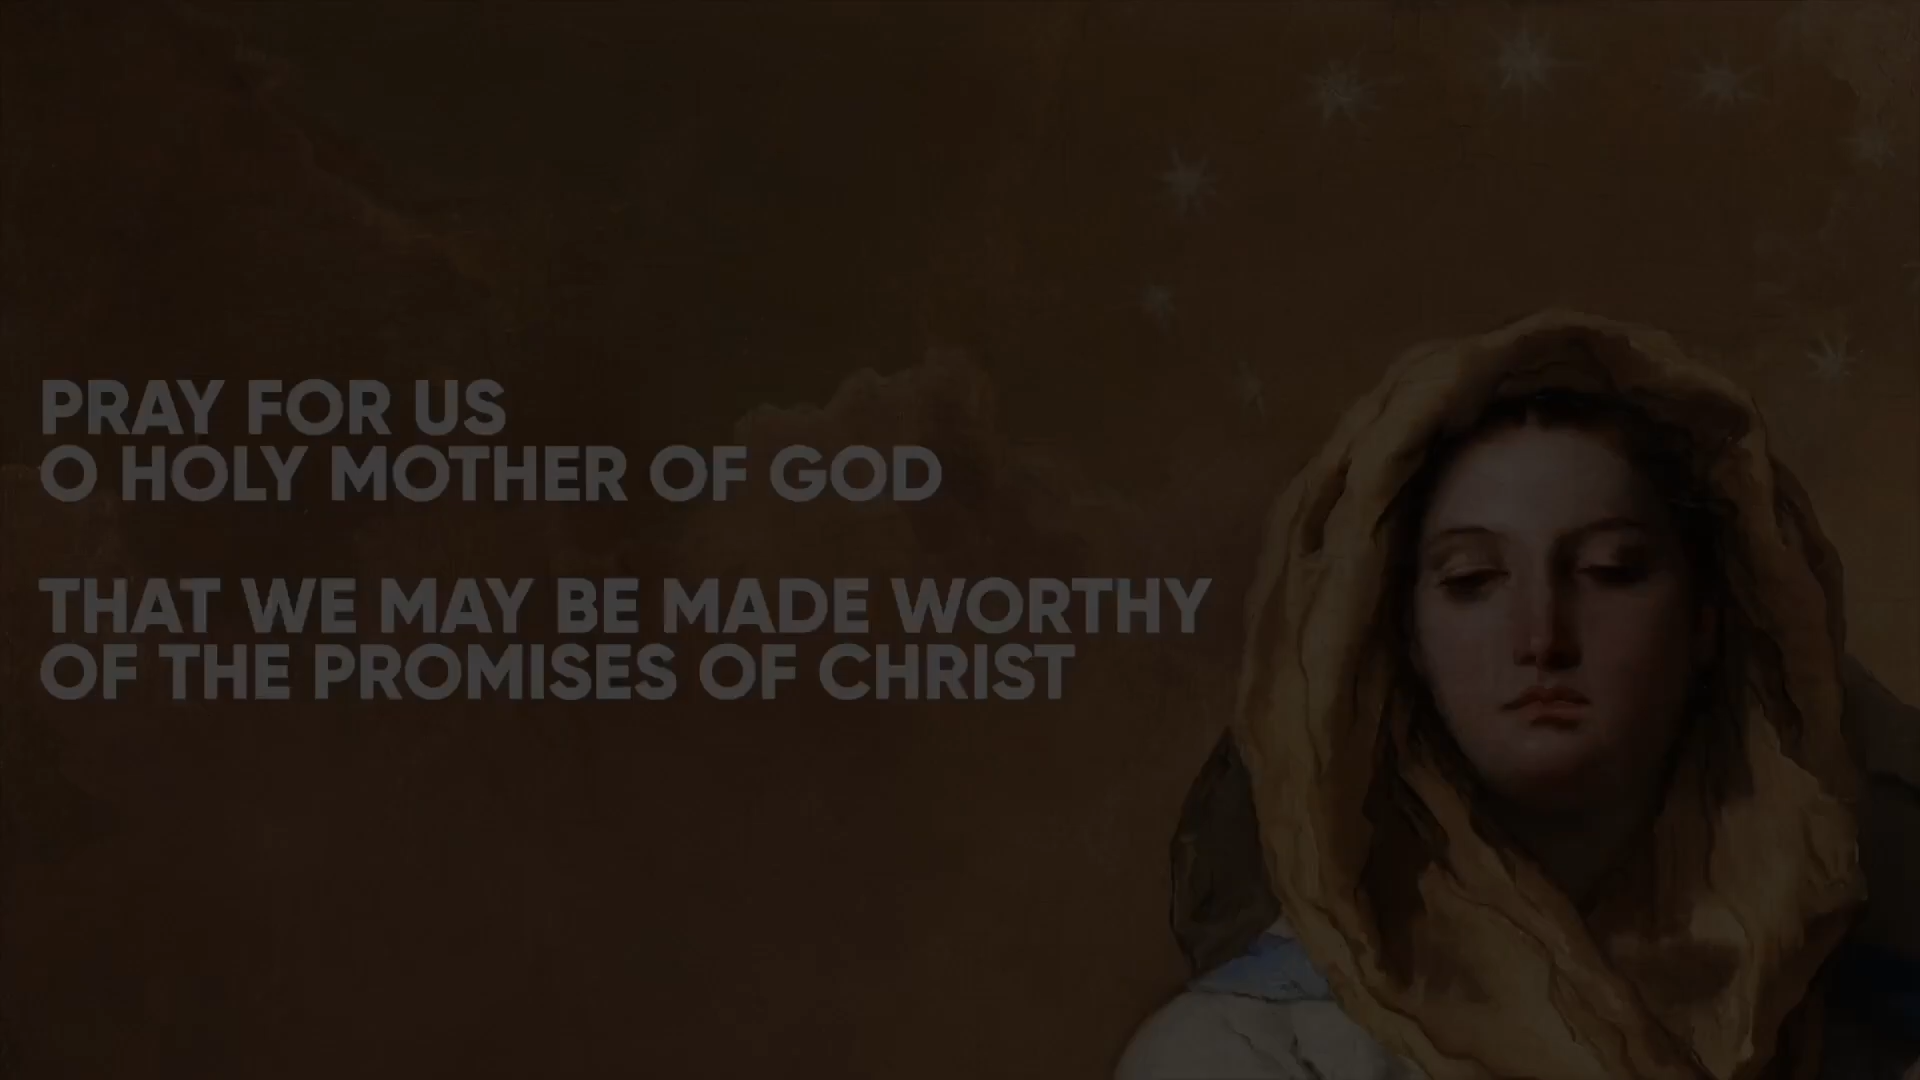 PRAY FOR US
O HOLY MOTHER OF GOD
THAT WE MAY BE MADE WORTHY
OF THE PROMISES OF CHRIST